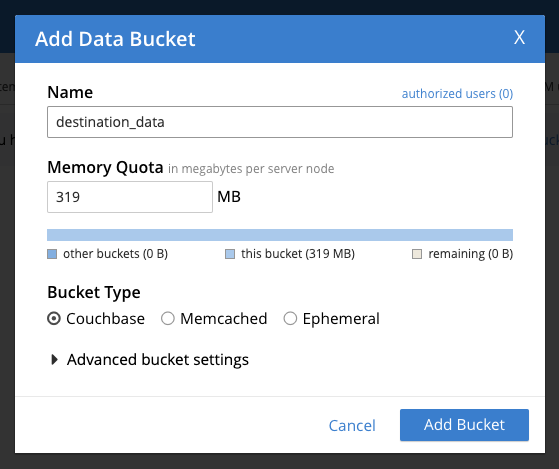 Add Data Bucket X
Name authorized users (0)
destination_data
Memory Quota in megabytes per server node
319 MB
other buckets (0 B) this bucket (319 MB) remaining (0 B)
Bucket Type
Couchbase Memcached Ephemeral
Advanced bucket settings
Cancel Add Bucket